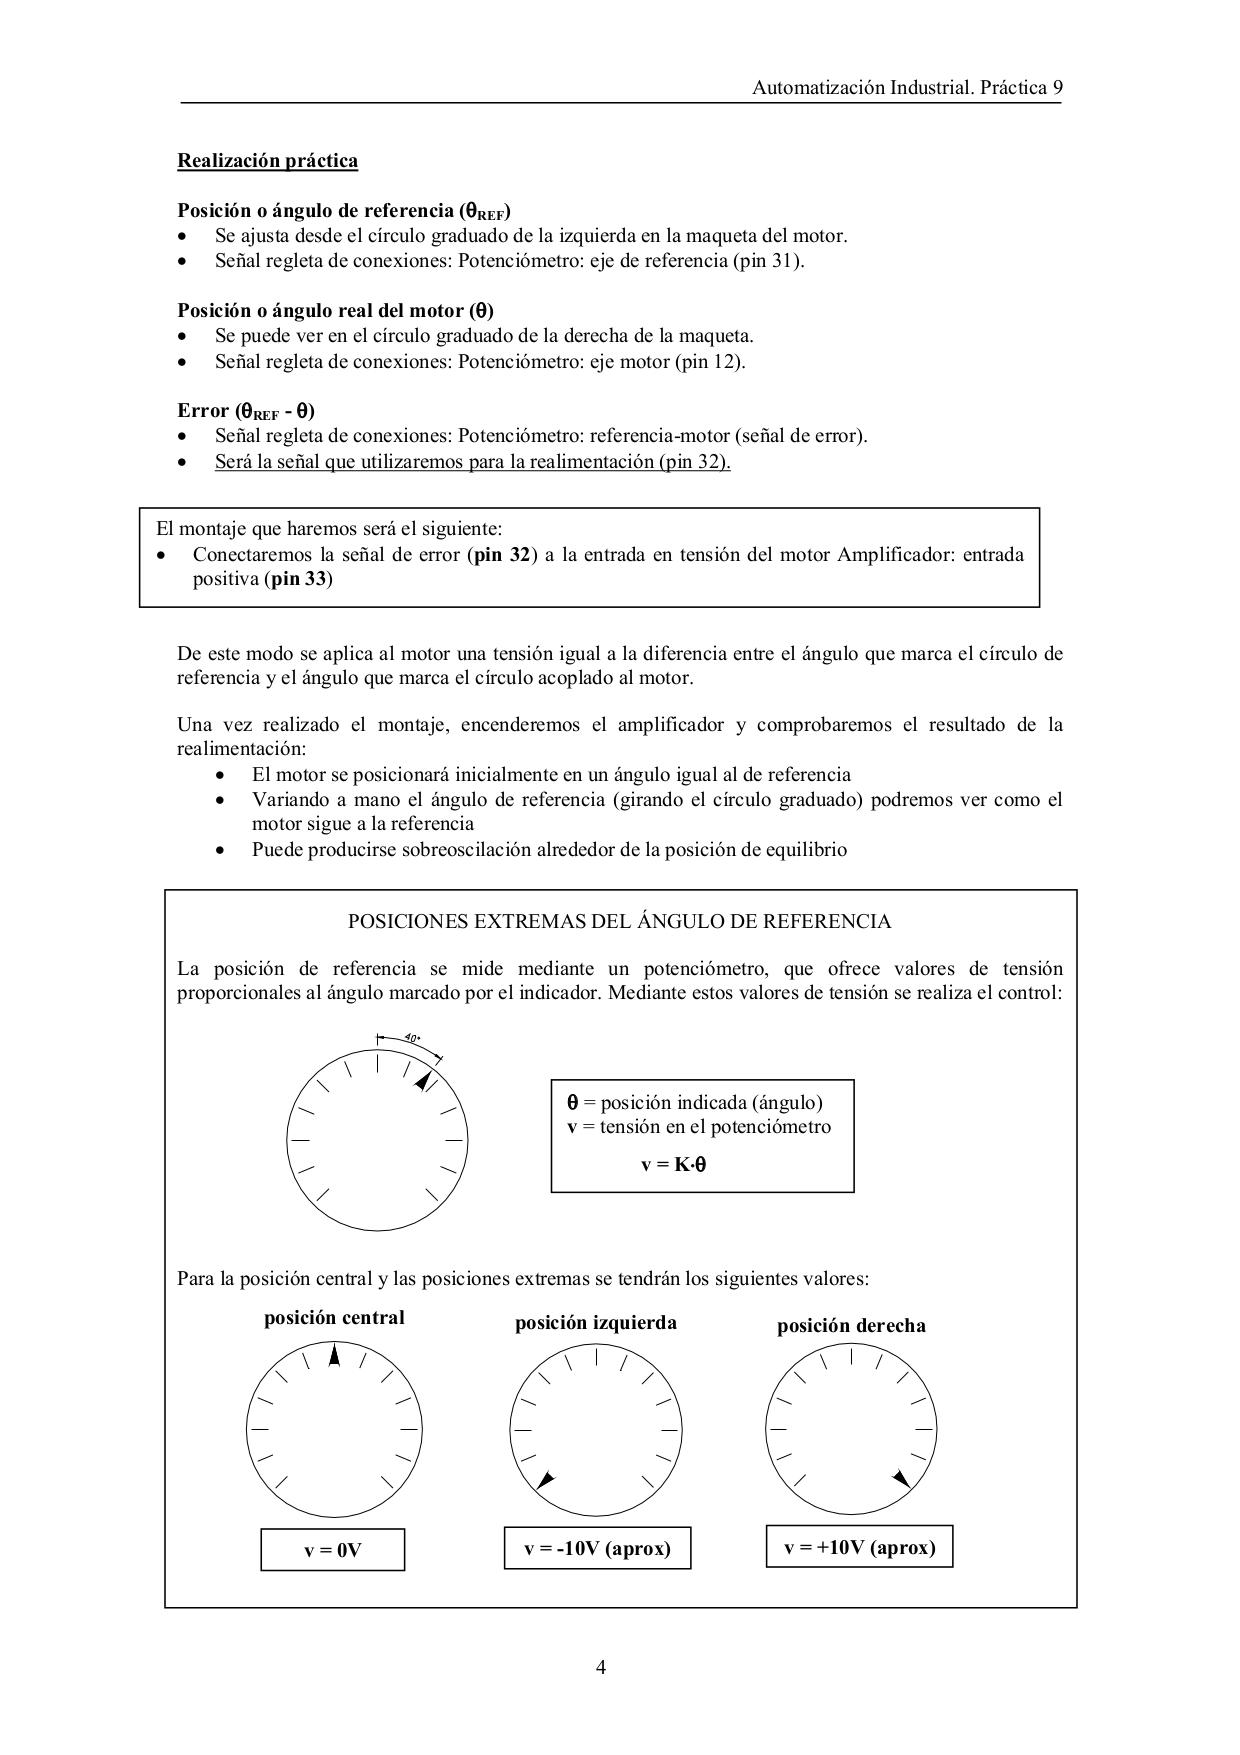 Automatización Industrial. Práctica 9
Realización práctica
Posición o ángulo de referencia (θREF)
• Se ajusta desde el círculo graduado de la izquierda en la maqueta del motor.
• Señal regleta de conexiones: Potenciómetro: eje de referencia (pin 31).
Posición o ángulo real del motor (θ)
• Se puede ver en el círculo graduado de la derecha de la maqueta.
• Señal regleta de conexiones: Potenciómetro: eje motor (pin 12).
Error (θREF - θ)
• Señal regleta de conexiones: Potenciómetro: referencia-motor (señal de error).
• Será la señal que utilizaremos para la realimentación (pin 32).
El montaje que haremos será el siguiente:
• Conectaremos la señal de error (pin 32) a la entrada en tensión del motor Amplificador: entrada
positiva (pin 33)
De este modo se aplica al motor una tensión igual a la diferencia entre el ángulo que marca el círculo de
referencia y el ángulo que marca el círculo acoplado al motor.
Una vez realizado el montaje, encenderemos el amplificador y comprobaremos el resultado de la
realimentación:
• El motor se posicionará inicialmente en un ángulo igual al de referencia
• Variando a mano el ángulo de referencia (girando el círculo graduado) podremos ver como el
motor sigue a la referencia
• Puede producirse sobreoscilación alrededor de la posición de equilibrio
POSICIONES EXTREMAS DEL ÁNGULO DE REFERENCIA
La posición de referencia se mide mediante un potenciómetro, que ofrece valores de tensión
proporcionales al ángulo marcado por el indicador. Mediante estos valores de tensión se realiza el control:
40°
θ = posición indicada (ángulo)
v = tensión en el potenciómetro
v = K·θ
Para la posición central y las posiciones extremas se tendrán los siguientes valores:
posición central
posición izquierda
posición derecha
v = 0V
v = -10V (aprox)
v = +10V (aprox)
4